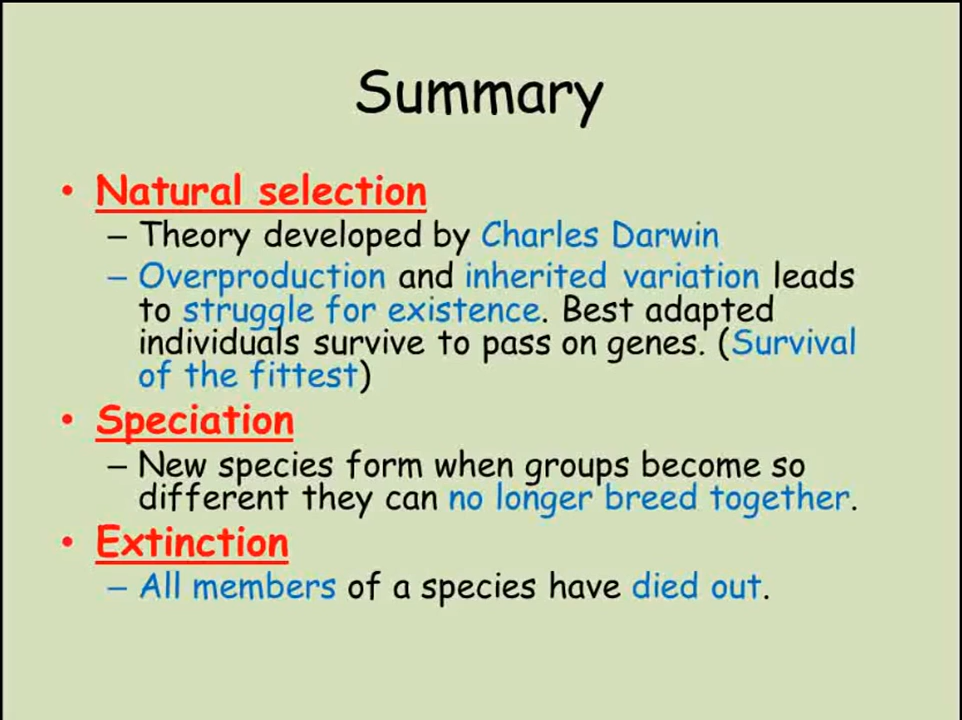 Summary
• Natural selection
– Theory developed by Charles Darwin
– Overproduction and inherited variation leads
to struggle for existence. Best adapted
individuals survive to pass on genes. (Survival
of the fittest)
• Speciation
– New species form when groups become so
different they can no longer breed together.
• Extinction
– All members of a species have died out.